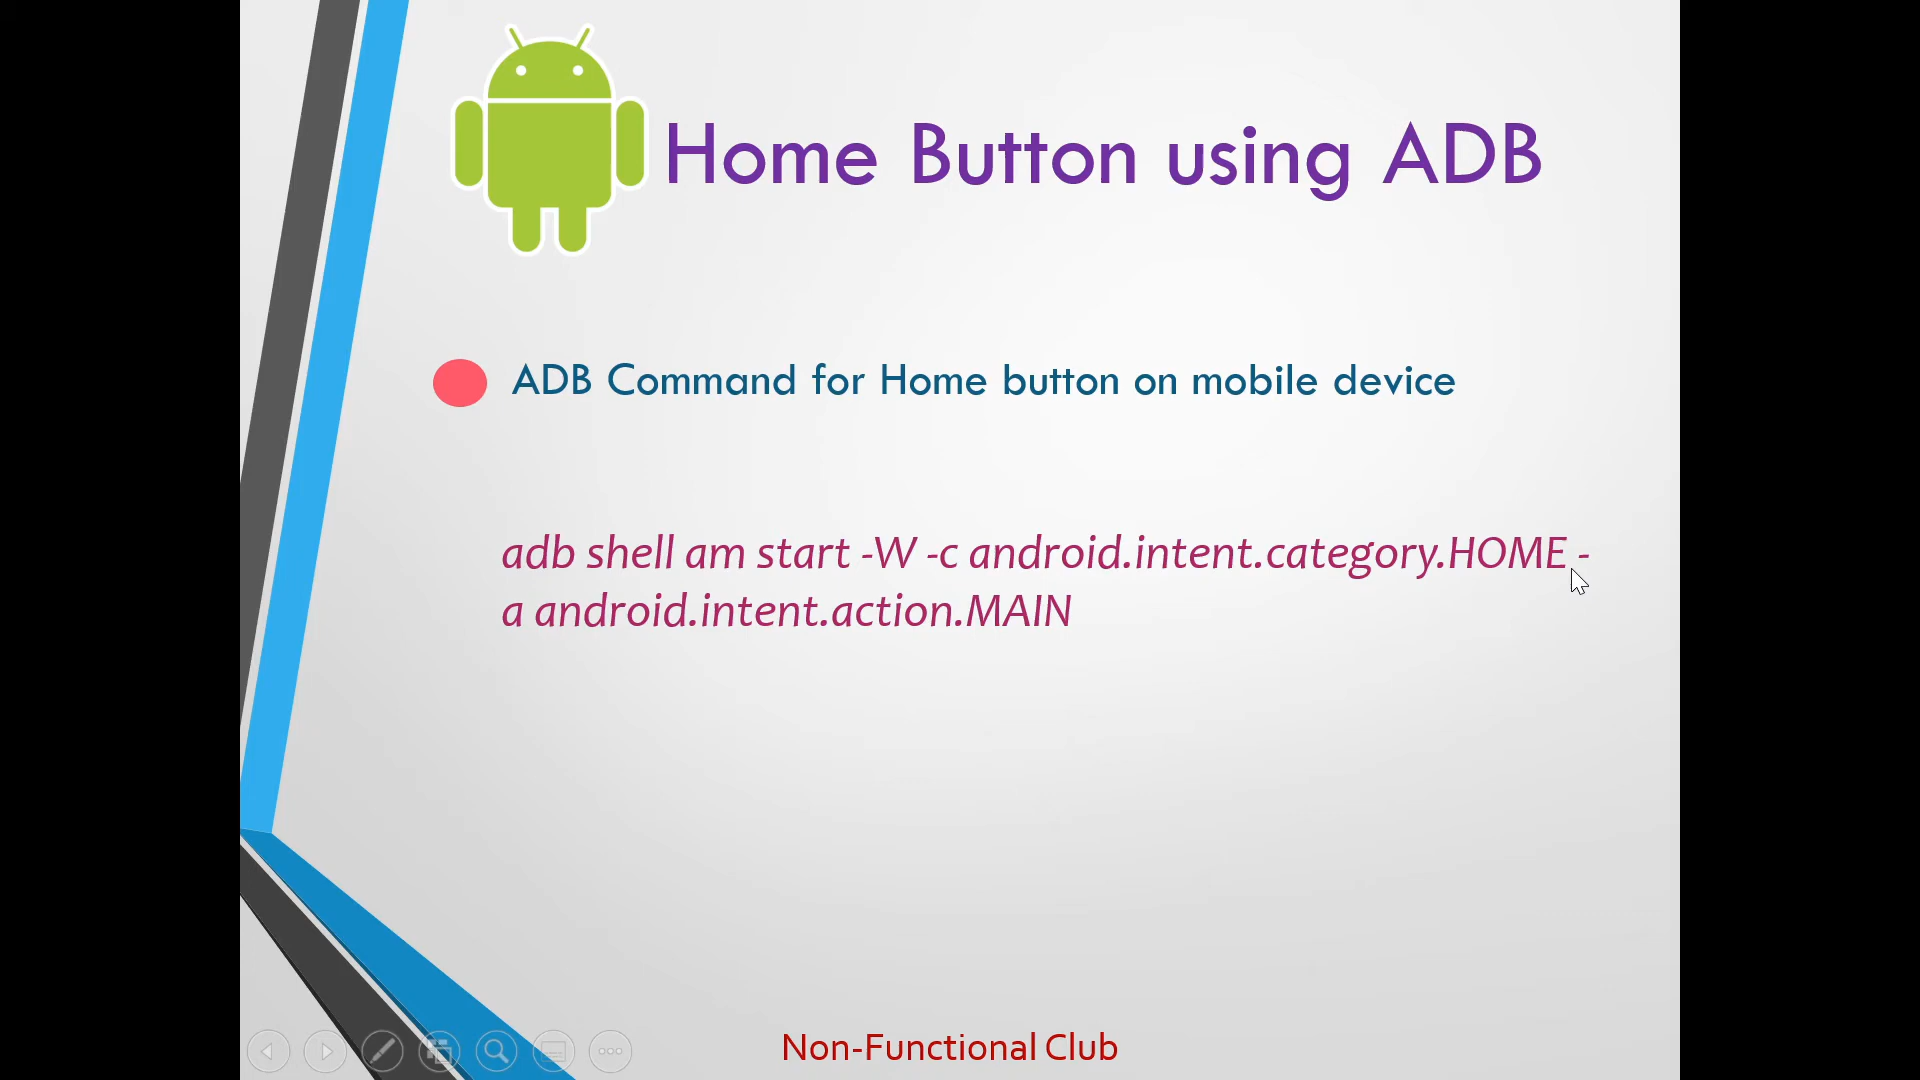 Home Button using ADB
ADB Command for Home button on mobile device
adb shell am start -W -c android.intent.category.HOME -
a android.intent.action.MAIN
Non-Functional Club